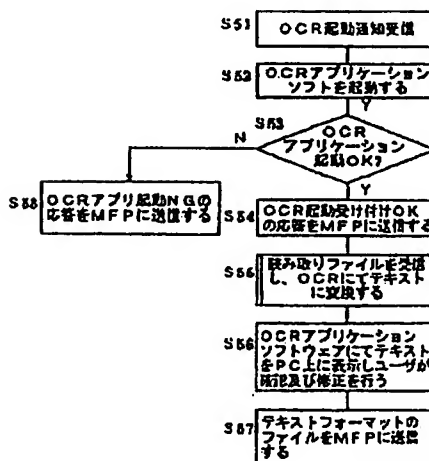 S51 OCR起動通知受信
S52 OCRアプリケーション
ソフトを起動する
Y
S53 OCR
N アプリケーション
起動OK?
Y
S58 OCRアプリ起動NGの
応答をMFPに送信する
S54 OCR起動受け付けOK
の応答をMFPに送信する
S55 読み取りファイルを受信
し、OCRにてテキスト
に変換する
S56 OCRアプリケーション
ソフトウェアにてテキスト
をPC上に表示しユーザが
及び修正を行う
S57 テキストフォーマットの
ファイルをMFPに送信
する